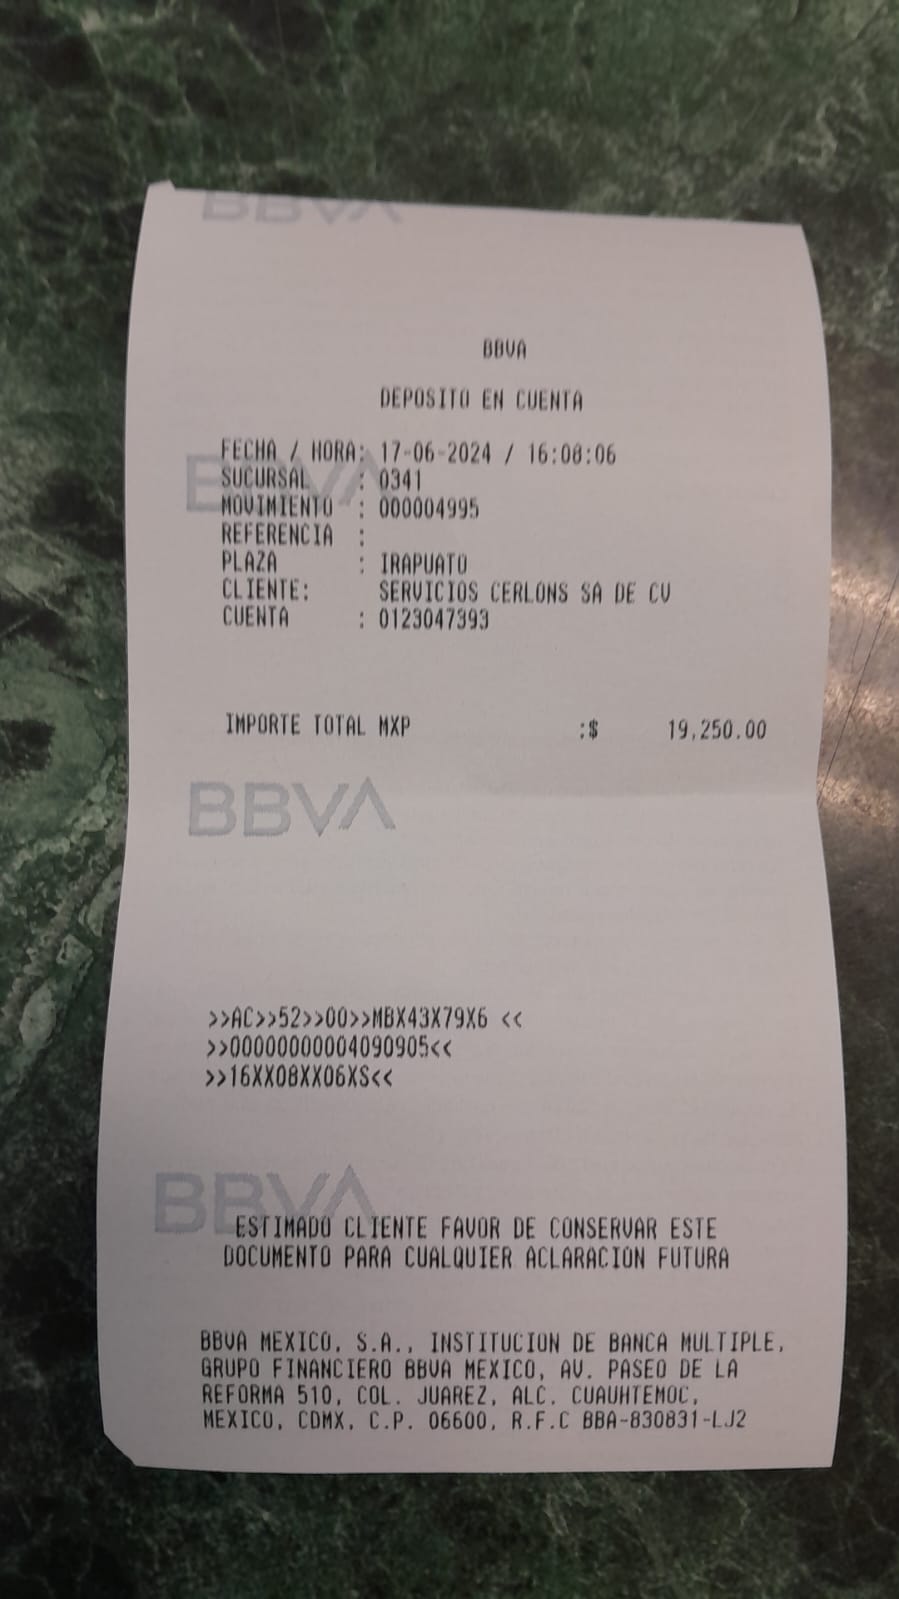 BBVA
BBVA
DEPOSITO EN CUENTA
FECHA / HORA: 17-06-2024 / 16:08:06
BBVA
SUCURSAL : 0341
MOVIMIENTO : 000004995
REFERENCIA :
PLAZA : IRAPUATO
CLIENTE: SERVICIOS CERLONS SA DE CV
CUENTA : 0123047393
IMPORTE TOTAL MXP :$ 19,250.00
BBVA
>>AC>>52>>00>>MBX43X79X6 <<
>>00000000004090905<<
>>16XX08XX06XS<<
BBVA
ESTIMADO CLIENTE FAVOR DE CONSERVAR ESTE
DOCUMENTO PARA CUALQUIER ACLARACION FUTURA
BBVA MEXICO, S.A., INSTITUCION DE BANCA MULTIPLE,
GRUPO FINANCIERO BBVA MEXICO, AV. PASEO DE LA
REFORMA 510, COL. JUAREZ, ALC. CUAUHTEMOC,
MEXICO, CDMX, C.P. 06600, R.F.C BBA-830831-LJ2